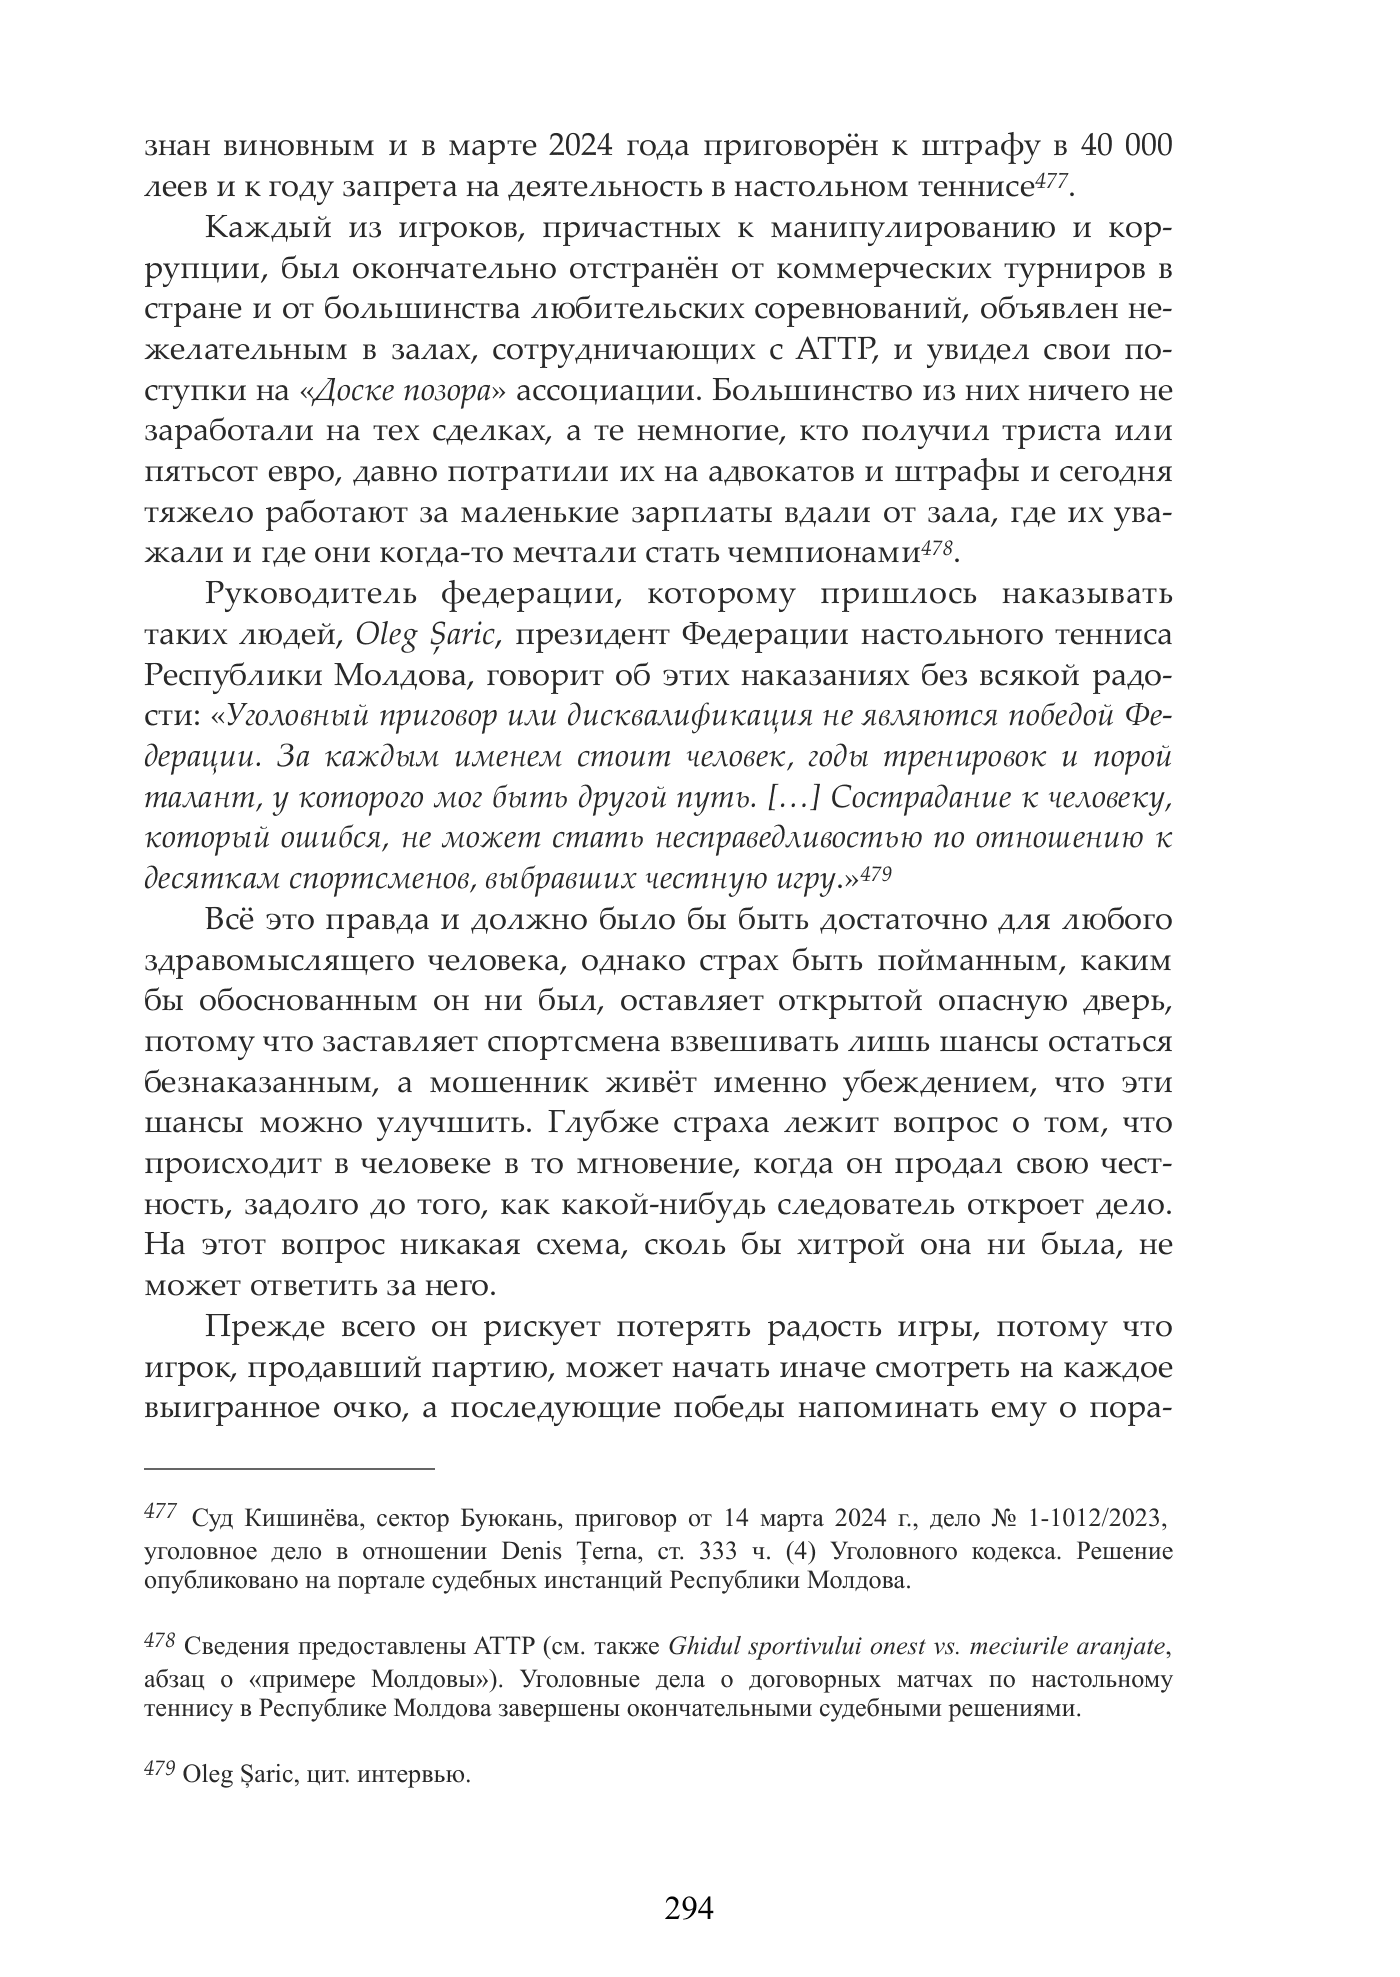 знан виновным и в марте 2024 года приговорён к штрафу в 40 000
леев и к году запрета на деятельность в настольном теннисе477.
Каждый из игроков, причастных к манипулированию и кор-
рупции, был окончательно отстранён от коммерческих турниров в
стране и от большинства любительских соревнований, объявлен не-
желательным в залах, сотрудничающих с ATTP, и увидел свои по-
ступки на «Доске позора» ассоциации. Большинство из них ничего не
заработали на тех сделках, а те немногие, кто получил триста или
пятьсот евро, давно потратили их на адвокатов и штрафы и сегодня
тяжело работают за маленькие зарплаты вдали от зала, где их ува-
жали и где они когда-то мечтали стать чемпионами478.
Руководитель федерации, которому пришлось наказывать
таких людей, Oleg Șaric, президент Федерации настольного тенниса
Республики Молдова, говорит об этих наказаниях без всякой радо-
сти: «Уголовный приговор или дисквалификация не являются победой Фе-
дерации. За каждым именем стоит человек, годы тренировок и порой
талант, у которого мог быть другой путь. […] Сострадание к человеку,
который ошибся, не может стать несправедливостью по отношению к
десяткам спортсменов, выбравших честную игру.»479
Всё это правда и должно было бы быть достаточно для любого
здравомыслящего человека, однако страх быть пойманным, каким
бы обоснованным он ни был, оставляет открытой опасную дверь,
потому что заставляет спортсмена взвешивать лишь шансы остаться
безнаказанным, а мошенник живёт именно убеждением, что эти
шансы можно улучшить. Глубже страха лежит вопрос о том, что
происходит в человеке в то мгновение, когда он продал свою чест-
ность, задолго до того, как какой-нибудь следователь откроет дело.
На этот вопрос никакая схема, сколь бы хитрой она ни была, не
может ответить за него.
Прежде всего он рискует потерять радость игры, потому что
игрок, продавший партию, может начать иначе смотреть на каждое
выигранное очко, а последующие победы напоминать ему о пора-
477 Суд Кишинёва, сектор Буюкань, приговор от 14 марта 2024 г., дело № 1-1012/2023,
уголовное дело в отношении Denis Țerna, ст. 333 ч. (4) Уголовного кодекса. Решение
опубликовано на портале судебных инстанций Республики Молдова.
478 Сведения предоставлены ATTP (см. также Ghidul sportivului onest vs. meciurile aranjate,
абзац о «примере Молдовы»). Уголовные дела о договорных матчах по настольному
теннису в Республике Молдова завершены окончательными судебными решениями.
479 Oleg Șaric, цит. интервью.
294